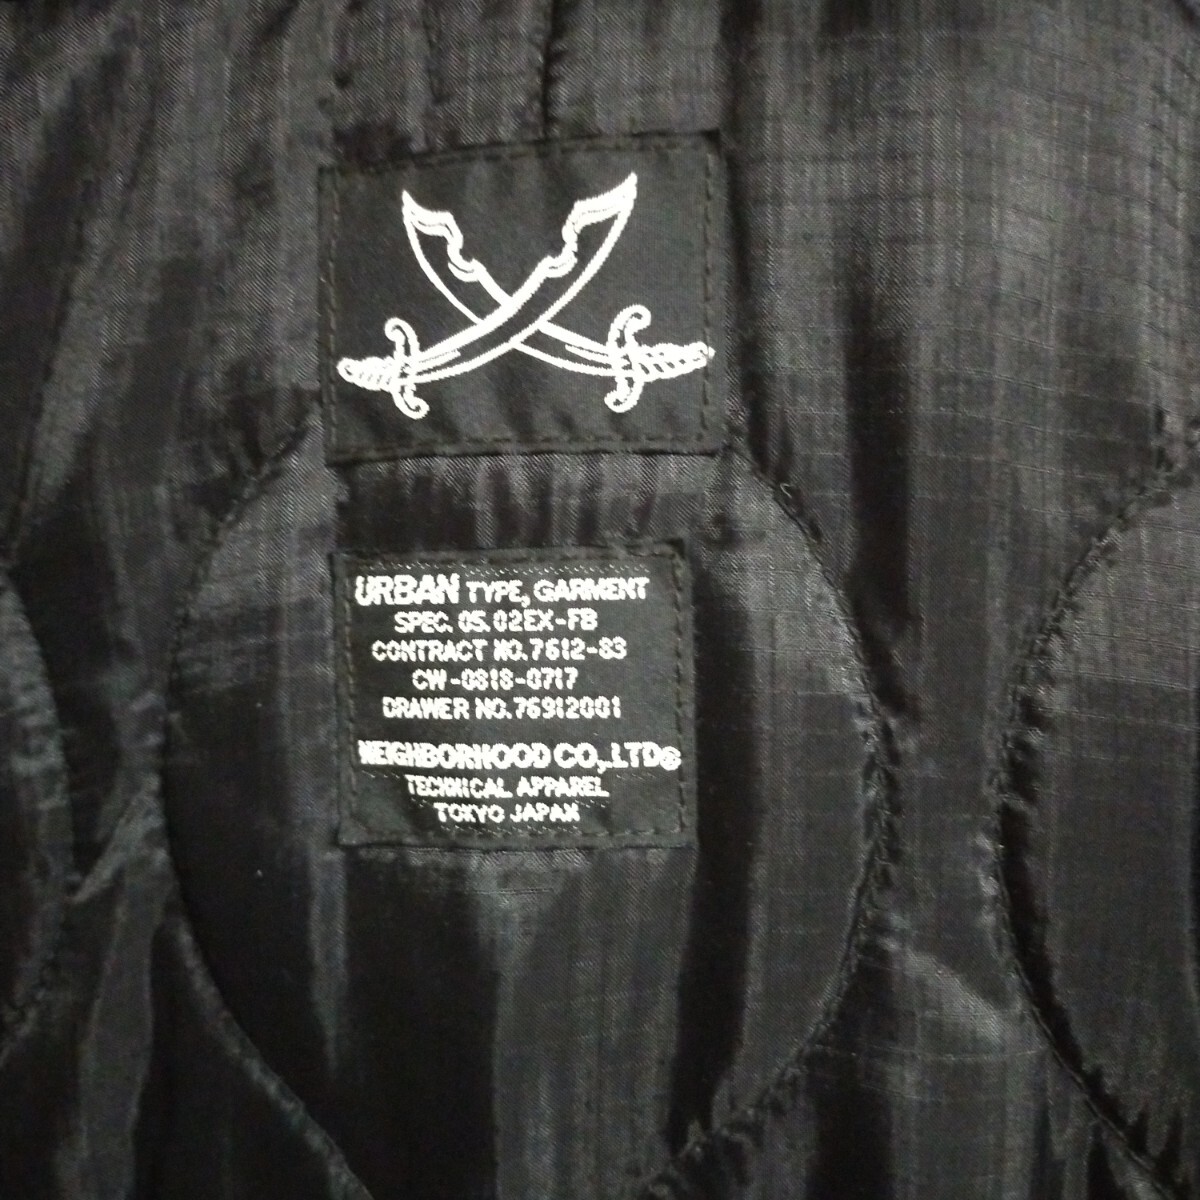 URBAN TYPE, GARMENT
SPEC. 05. 02EX-FB
CONTRACT NO. 7612-83
CW-0818-0717
DRAWER NO. 76912001
NEIGHBORHOOD CO,.LTD®
TECHNICAL APPAREL
TOKYO JAPAN